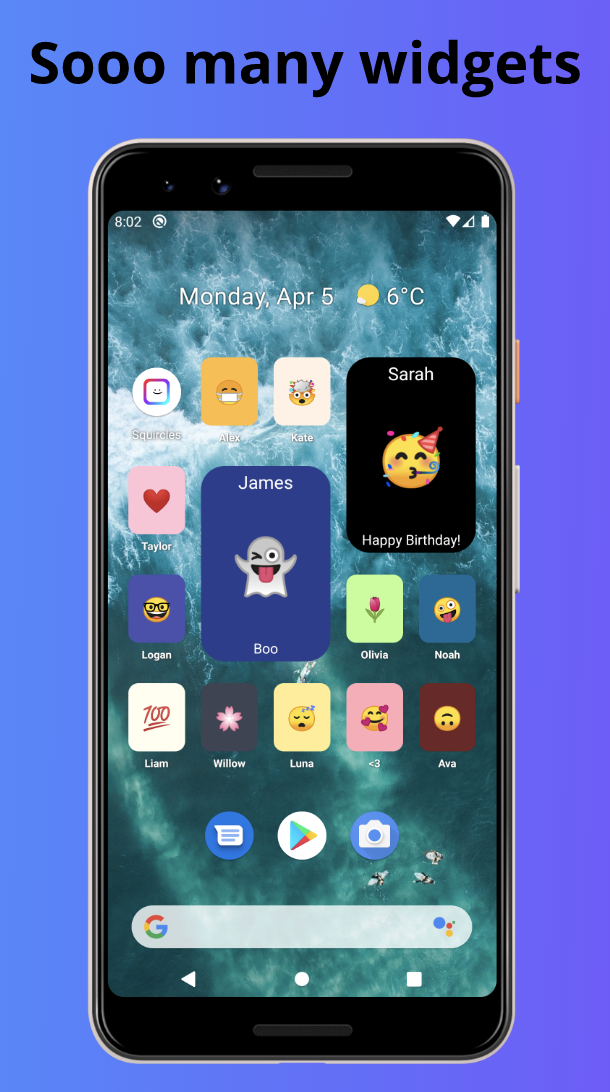 Sooo many widgets
8:02
Monday, Apr 5 6°C
Sarah
Squircles Alex Kate
James
Happy Birthday!
Taylor
Boo
Logan Olivia Noah
100
Liam Willow Luna <3 Ava
G